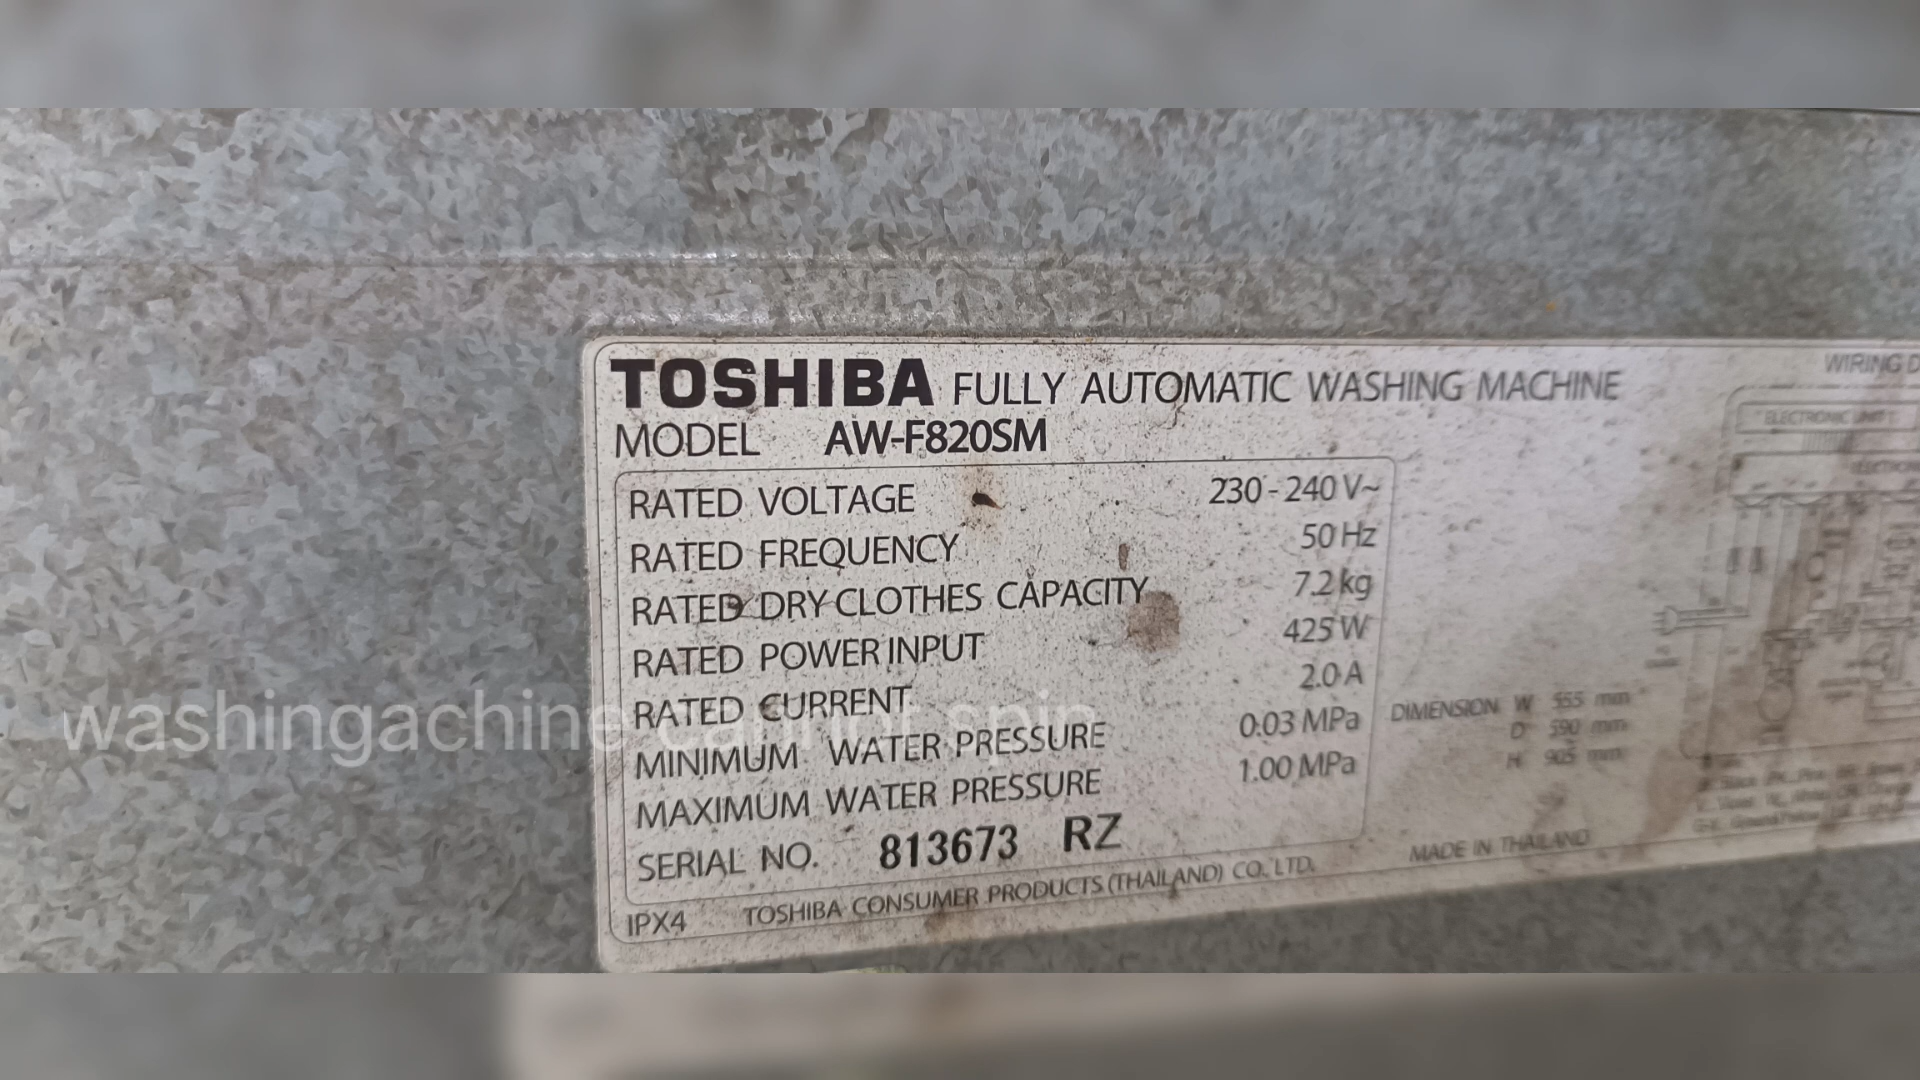 TOSHIBA FULLY AUTOMATIC WASHING MACHINE
MODEL AW-F820SM
RATED VOLTAGE 230-240 V~
RATED FREQUENCY 50 Hz
RATED DRY CLOTHES CAPACITY 7.2 kg
RATED POWER INPUT 425 W
RATED CURRENT 2.0 A
MINIMUM WATER PRESSURE 0.03 MPa
MAXIMUM WATER PRESSURE 1.00 MPa
SERIAL NO. 813673 RZ
IPX4 TOSHIBA CONSUMER PRODUCTS (THAILAND) CO. LTD.
MADE IN THAILAND
DIMENSION W 555 mm
D 590 mm
H 905 mm
WIRING D
ELECTRONIC UNIT
washingachine cannot spin